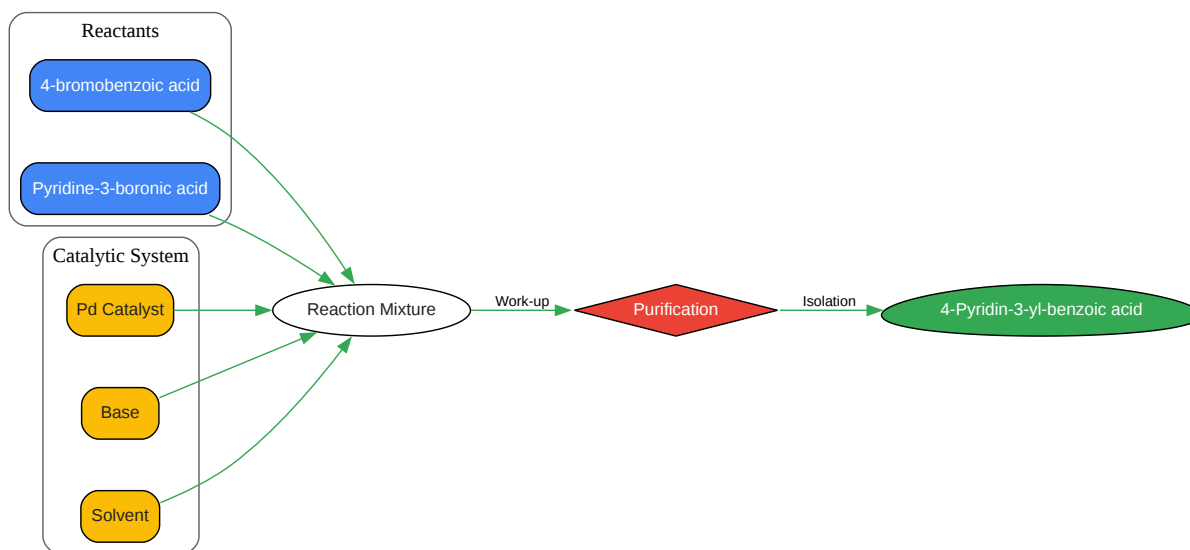 Reactants
4-bromobenzoic acid
Pyridine-3-boronic acid
Catalytic System
Pd Catalyst
Base
Solvent
Reaction Mixture
Work-up
Purification
Isolation
4-Pyridin-3-yl-benzoic acid